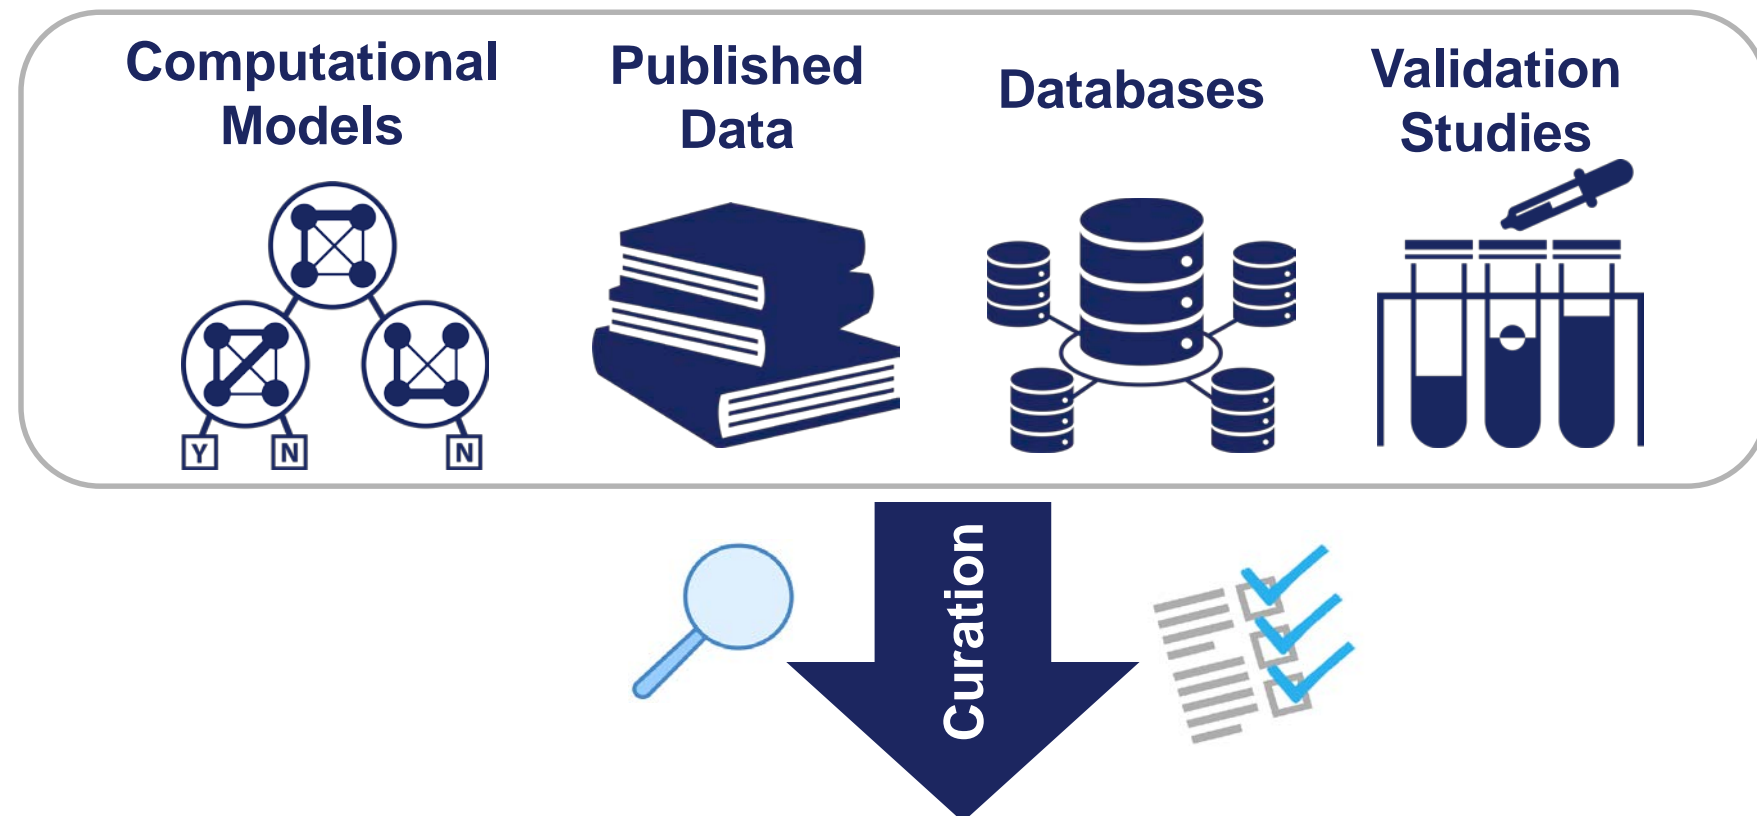 Computational
Models
Published
Data
Databases
Validation
Studies
Y
N
N
Curation